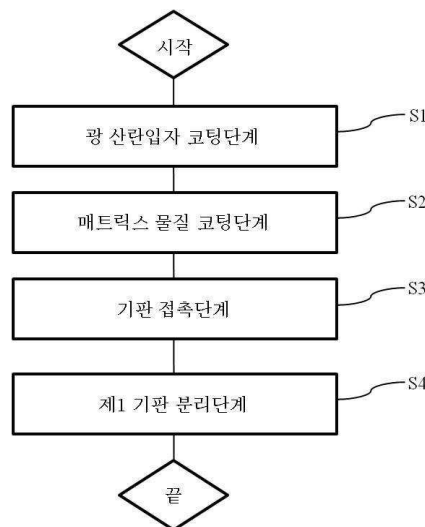 시작
광 산란입자 코팅단계
S1
매트릭스 물질 코팅단계
S2
기판 접촉단계
S3
제1 기판 분리단계
S4
끝